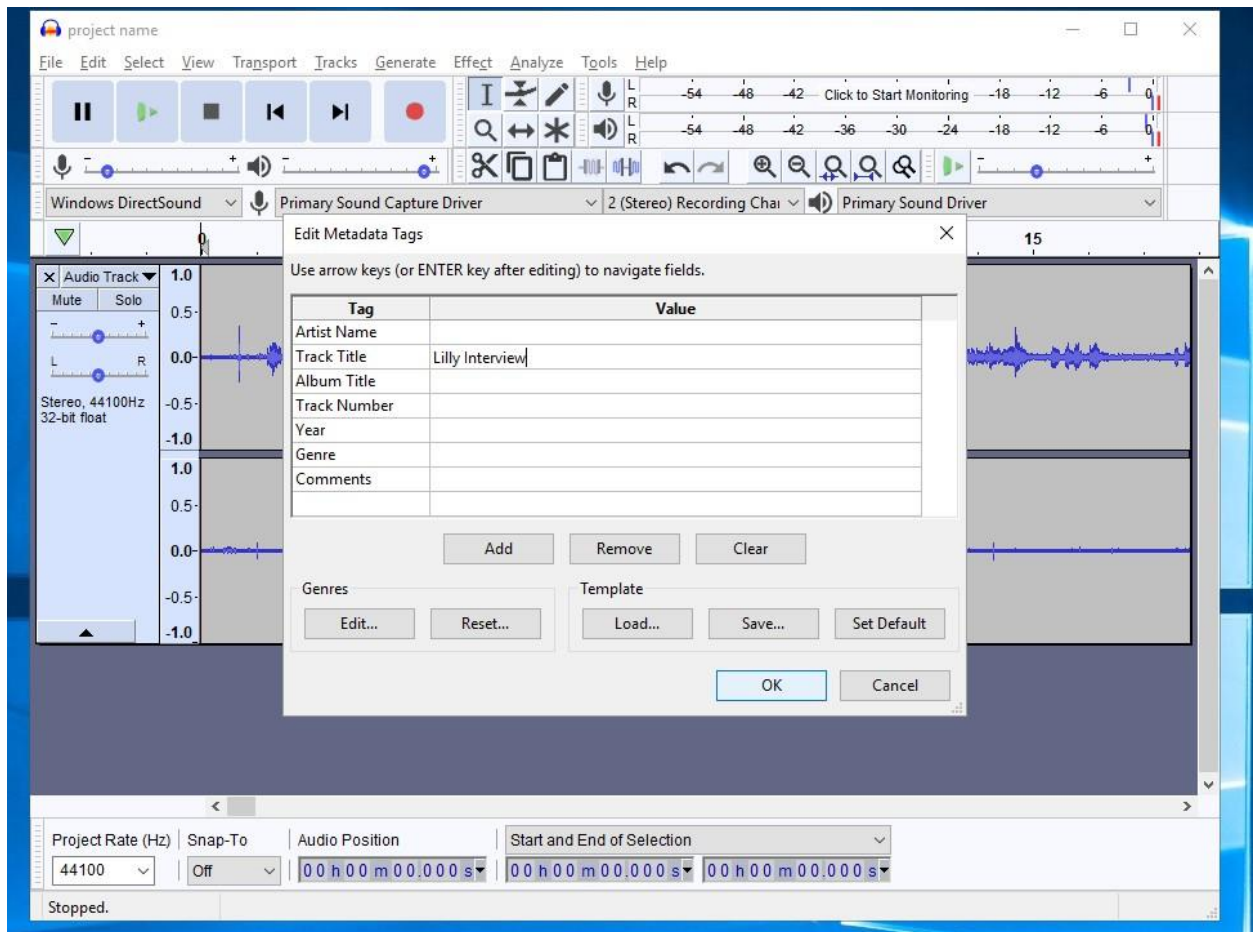 project name
File Edit Select View Transport Tracks Generate Effect Analyze Tools Help
L
R
-54 -48 -42 Click to Start Monitoring -18 -12 -6 0
L
R
-54 -48 -42 -36 -30 -24 -18 -12 -6 0
- + - + - +
Windows DirectSound Primary Sound Capture Driver 2 (Stereo) Recording Chai Primary Sound Driver
0 15
Edit Metadata Tags
Use arrow keys (or ENTER key after editing) to navigate fields.
Tag Value
Artist Name
Track Title Lilly Interview
Album Title
Track Number
Year
Genre
Comments
Add Remove Clear
Genres Template
Edit... Reset... Load... Save... Set Default
OK Cancel
X Audio Track 1.0
Mute Solo 0.5
- +
L R 0.0
Stereo, 44100Hz -0.5
32-bit float
-1.0
1.0
0.5
0.0
-0.5
-1.0
Project Rate (Hz) Snap-To Audio Position Start and End of Selection
44100 Off 00 h 00 m 00.000 s 00 h 00 m 00.000 s 00 h 00 m 00.000 s
Stopped.